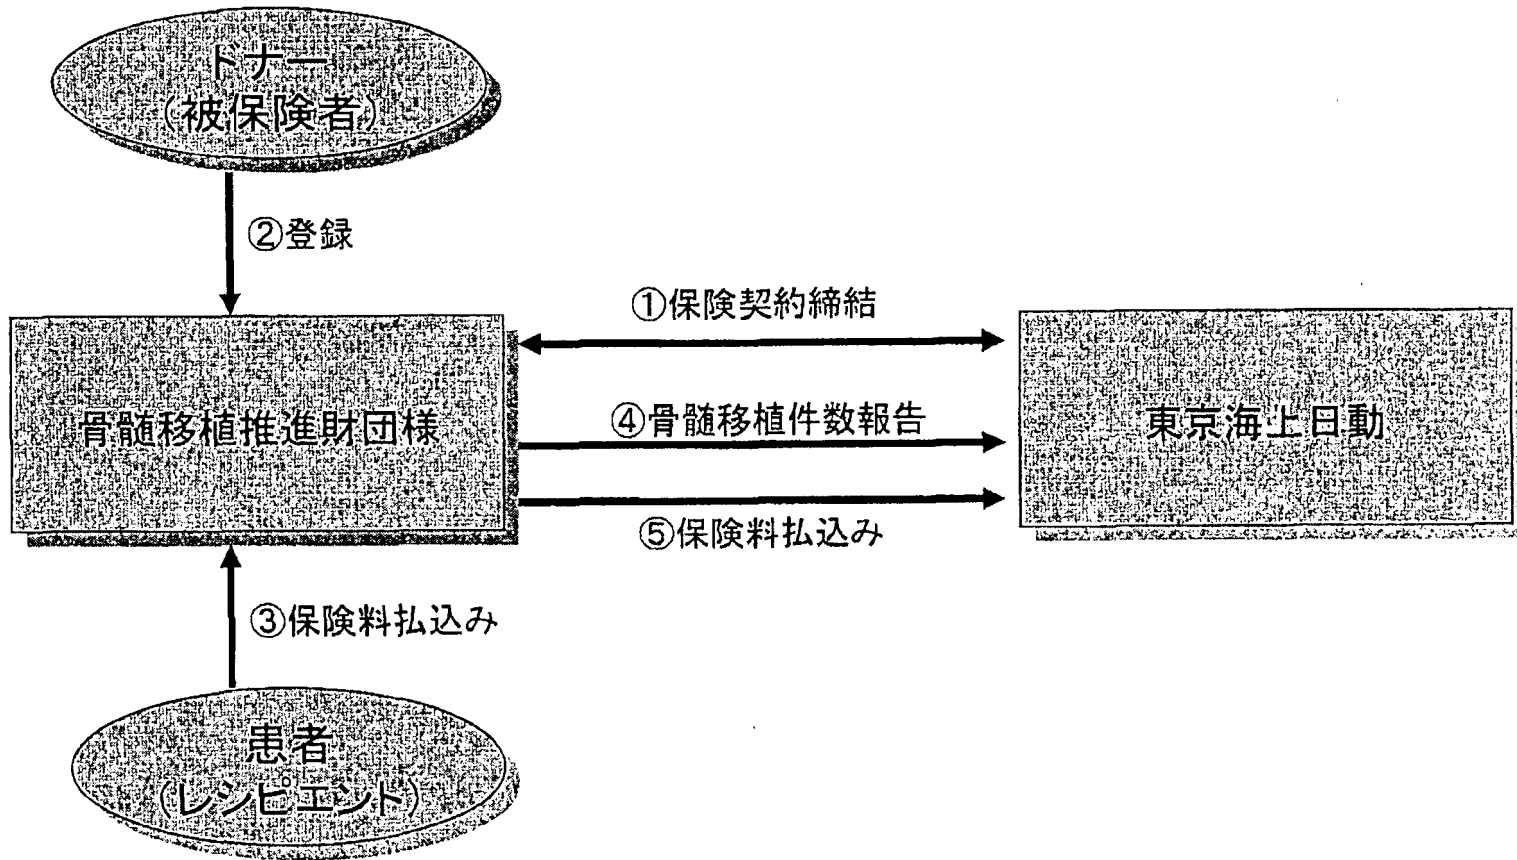 ドナー
(被保険者)
②登録
①保険契約締結
骨髄移植推進財団様
④骨髄移植件数報告
東京海上日動
⑤保険料払込み
③保険料払込み
患者
(レシピエント)